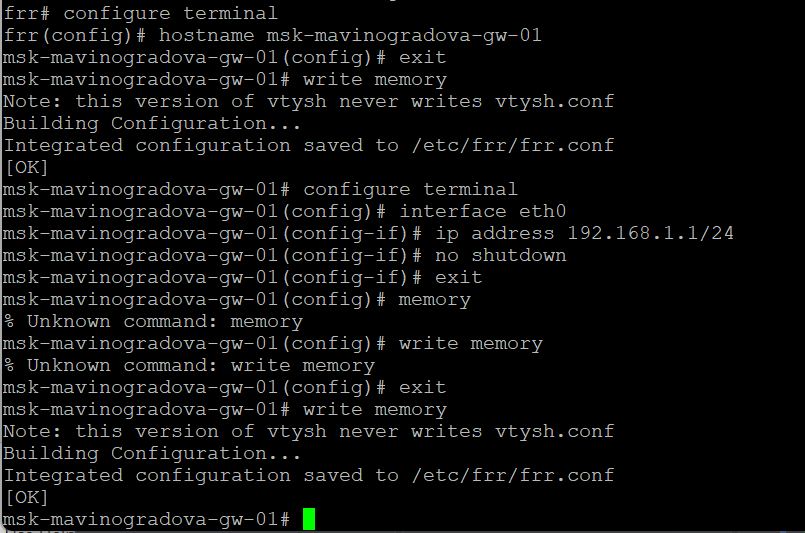 frr# configure terminal
frr(config)# hostname msk-mavinogradova-gw-01
msk-mavinogradova-gw-01(config)# exit
msk-mavinogradova-gw-01# write memory
Note: this version of vtysh never writes vtysh.conf
Building Configuration...
Integrated configuration saved to /etc/frr/frr.conf
[OK]
msk-mavinogradova-gw-01# configure terminal
msk-mavinogradova-gw-01(config)# interface eth0
msk-mavinogradova-gw-01(config-if)# ip address 192.168.1.1/24
msk-mavinogradova-gw-01(config-if)# no shutdown
msk-mavinogradova-gw-01(config-if)# exit
msk-mavinogradova-gw-01(config)# memory
% Unknown command: memory
msk-mavinogradova-gw-01(config)# write memory
% Unknown command: write memory
msk-mavinogradova-gw-01(config)# exit
msk-mavinogradova-gw-01# write memory
Note: this version of vtysh never writes vtysh.conf
Building Configuration...
Integrated configuration saved to /etc/frr/frr.conf
[OK]
msk-mavinogradova-gw-01#